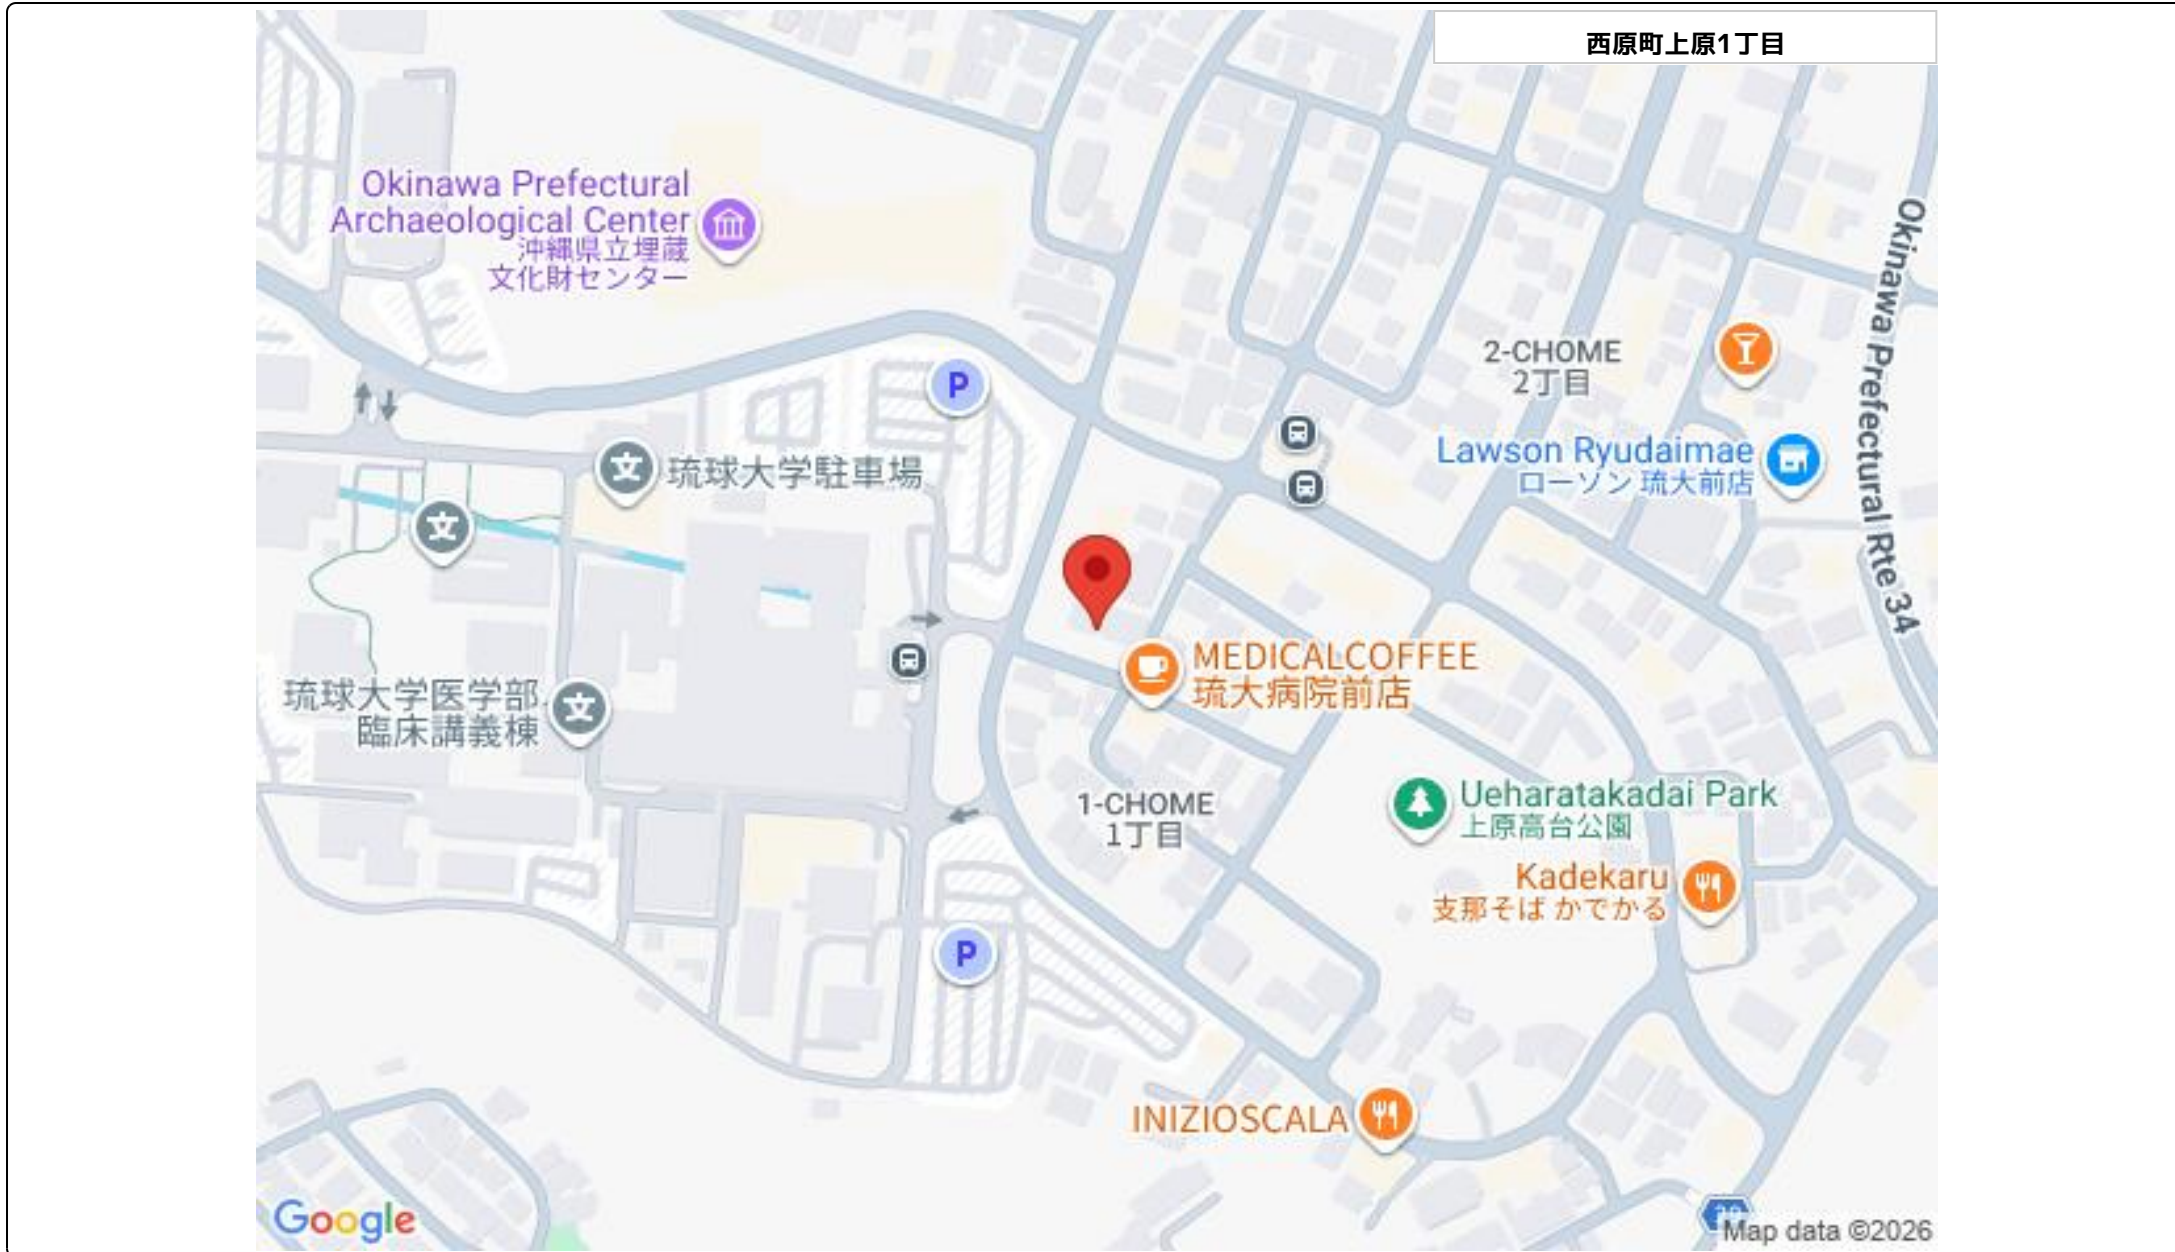 西原町上原1丁目
Okinawa Prefectural
Archaeological Center
沖縄県立埋蔵
文化財センター
Okinawa Prefectural Rte 34
2-CHOME
2丁目
P
Lawson Ryudaimae
ローソン 琉大前店
文
琉球大学駐車場
文
MEDICALCOFFEE
琉大病院前店
琉球大学医学部
臨床講義棟
文
1-CHOME
1丁目
Ueharatakadai Park
上原高台公園
Kadekaru
支那そば かでかる
P
INIZIOSCALA
Google
Map data ©2026